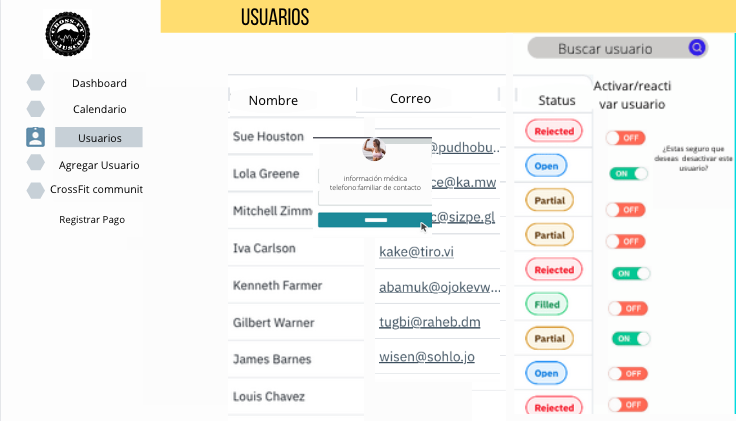 USUARIOS
CROSSFIT
AJUSCO
Buscar usuario
Dashboard
Calendario
Usuarios
Agregar Usuario
CrossFit communit
Registrar Pago
Nombre
Correo
Status
Activar/reacti
var usuario
Sue Houston
@pudhobu...
Rejected
OFF
¿Estas seguro que
deseas desactivar este
usuario?
Lola Greene
ce@ka.mw
Open
ON
información médica
telefono:familiar de contacto
Mitchell Zimm
c@sizpe.gl
Partial
OFF
Iva Carlson
kake@tiro.vi
Partial
OFF
Kenneth Farmer
abamuk@ojokevw...
Rejected
ON
Gilbert Warner
tugbi@raheb.dm
Filled
OFF
James Barnes
wisen@sohlo.jo
Partial
ON
Louis Chavez
Open
OFF
Rejected
OFF